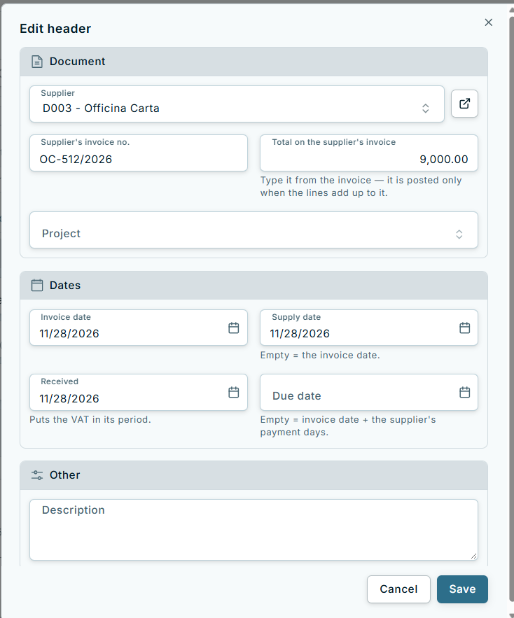 Edit header
Document
Supplier
D003 - Officina Carta
Supplier's invoice no.
OC-512/2026
Total on the supplier's invoice
9,000.00
Type it from the invoice — it is posted only
when the lines add up to it.
Project
Dates
Invoice date
11/28/2026
Supply date
11/28/2026
Empty = the invoice date.
Received
11/28/2026
Puts the VAT in its period.
Due date
Empty = invoice date + the supplier's
payment days.
Other
Description
Cancel
Save